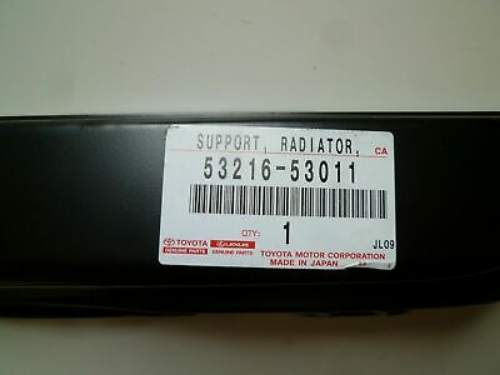 SUPPORT, RADIATOR, CA
53216-53011
QTY: 1 JL09
TOYOTA LEXUS TOYOTA MOTOR CORPORATION
GENUINE PARTS GENUINE PARTS MADE IN JAPAN